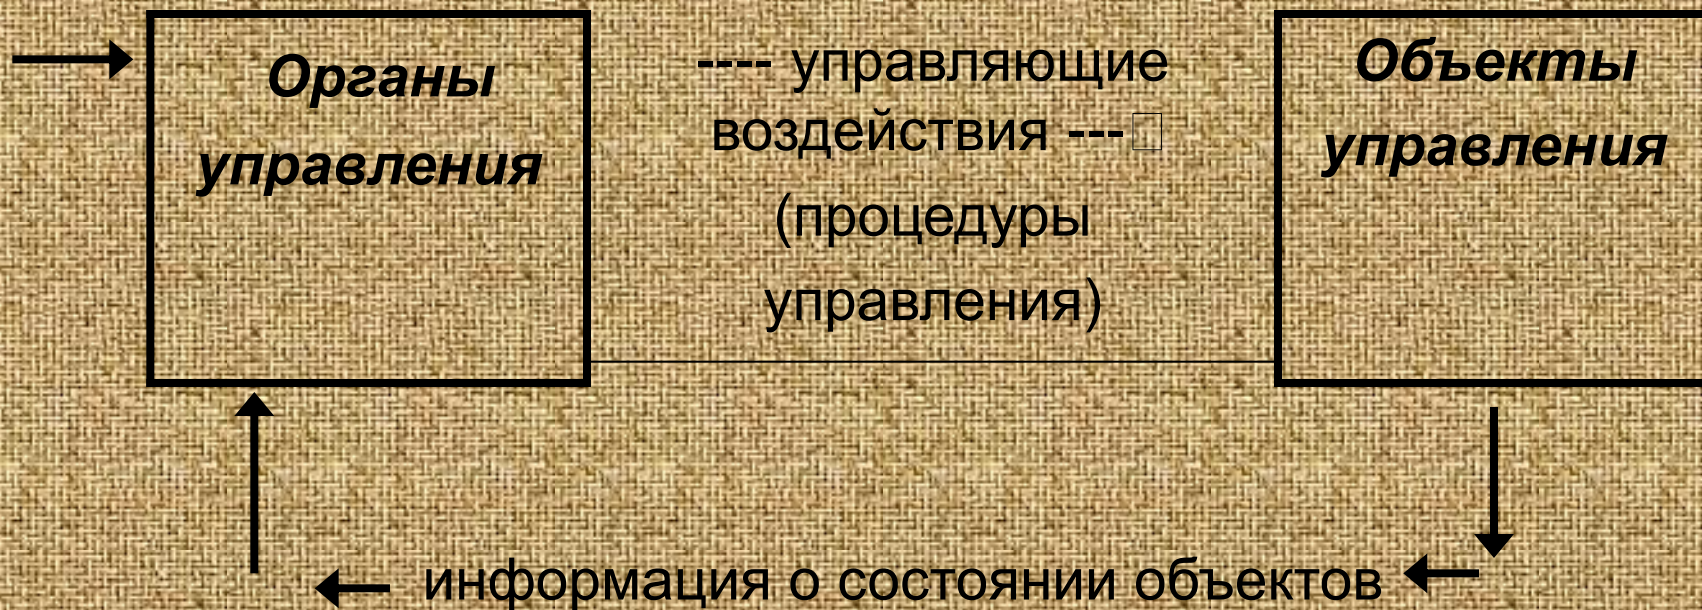 Органы
управления
---- управляющие
воздействия ---□
(процедуры
управления)
Объекты
управления
информация о состоянии объектов